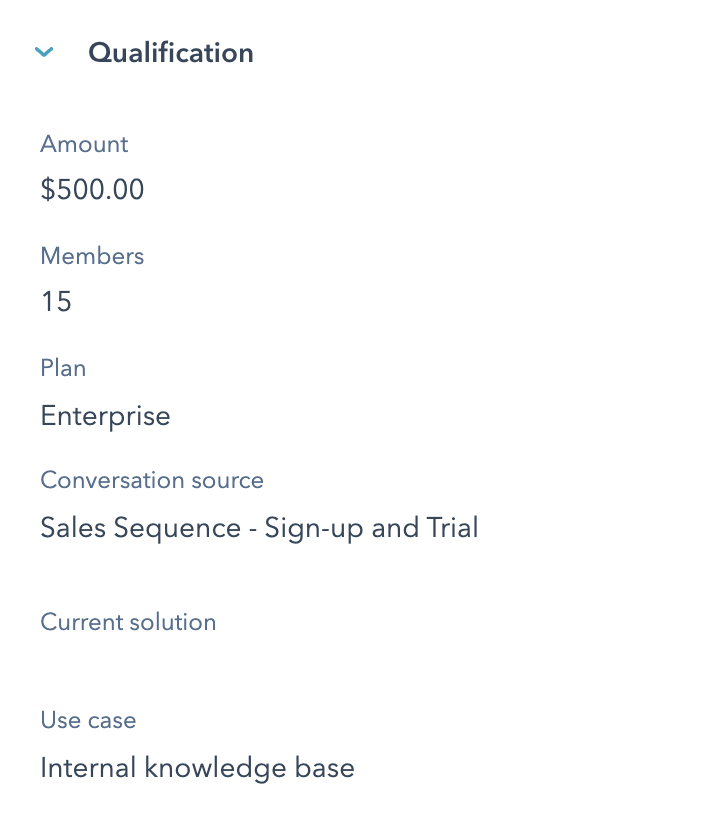 Qualification
Amount
$500.00
Members
15
Plan
Enterprise
Conversation source
Sales Sequence - Sign-up and Trial
Current solution
Use case
Internal knowledge base